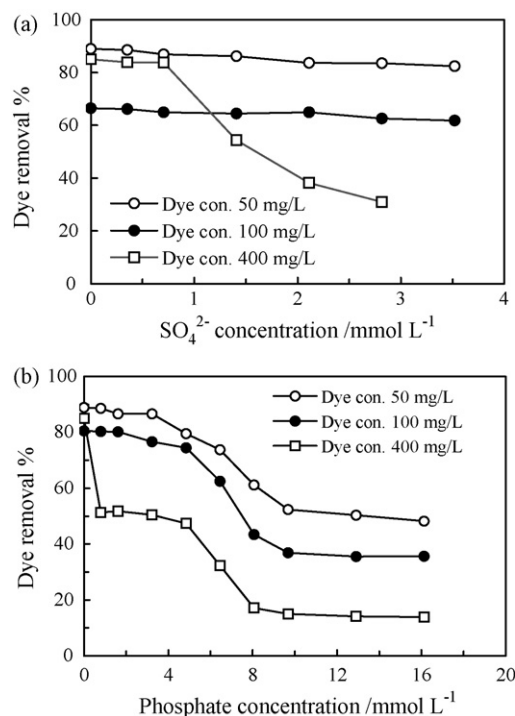 (a)
100
80
60
40
20
0
Dye removal %
Dye con. 50 mg/L
Dye con. 100 mg/L
Dye con. 400 mg/L
0 1 2 3 4
SO₄²⁻ concentration /mmol L⁻¹
(b)
100
80
60
40
20
0
Dye removal %
Dye con. 50 mg/L
Dye con. 100 mg/L
Dye con. 400 mg/L
0 4 8 12 16 20
Phosphate concentration /mmol L⁻¹